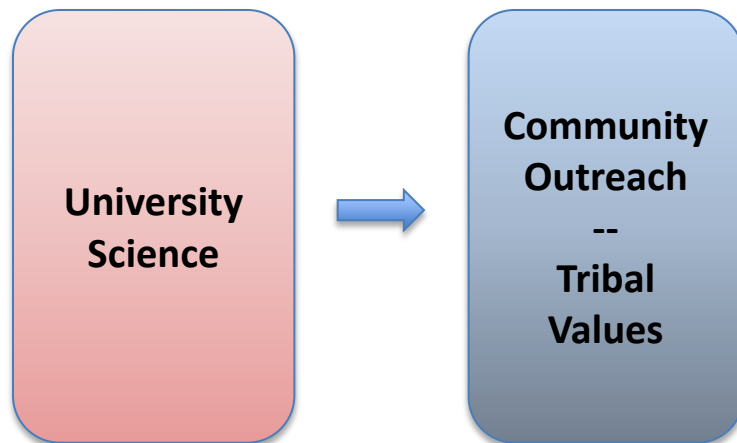 University
Science
Community
Outreach
--
Tribal
Values